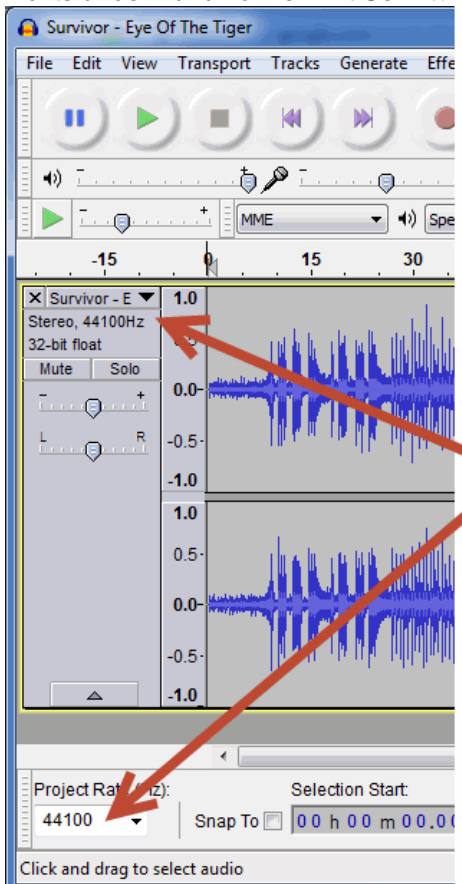 Survivor - Eye Of The Tiger
File Edit View Transport Tracks Generate Effe
MME Spe
-15 0 15 30
Survivor - E 1.0
Stereo, 44100Hz
32-bit float
Mute Solo
- + 0.0-
L R -0.5-
-1.0
1.0
0.5-
0.0-
-0.5-
-1.0
Project Rat
z):
Selection Start:
44100 Snap To 00 h 00 m 00.0
Click and drag to select audio